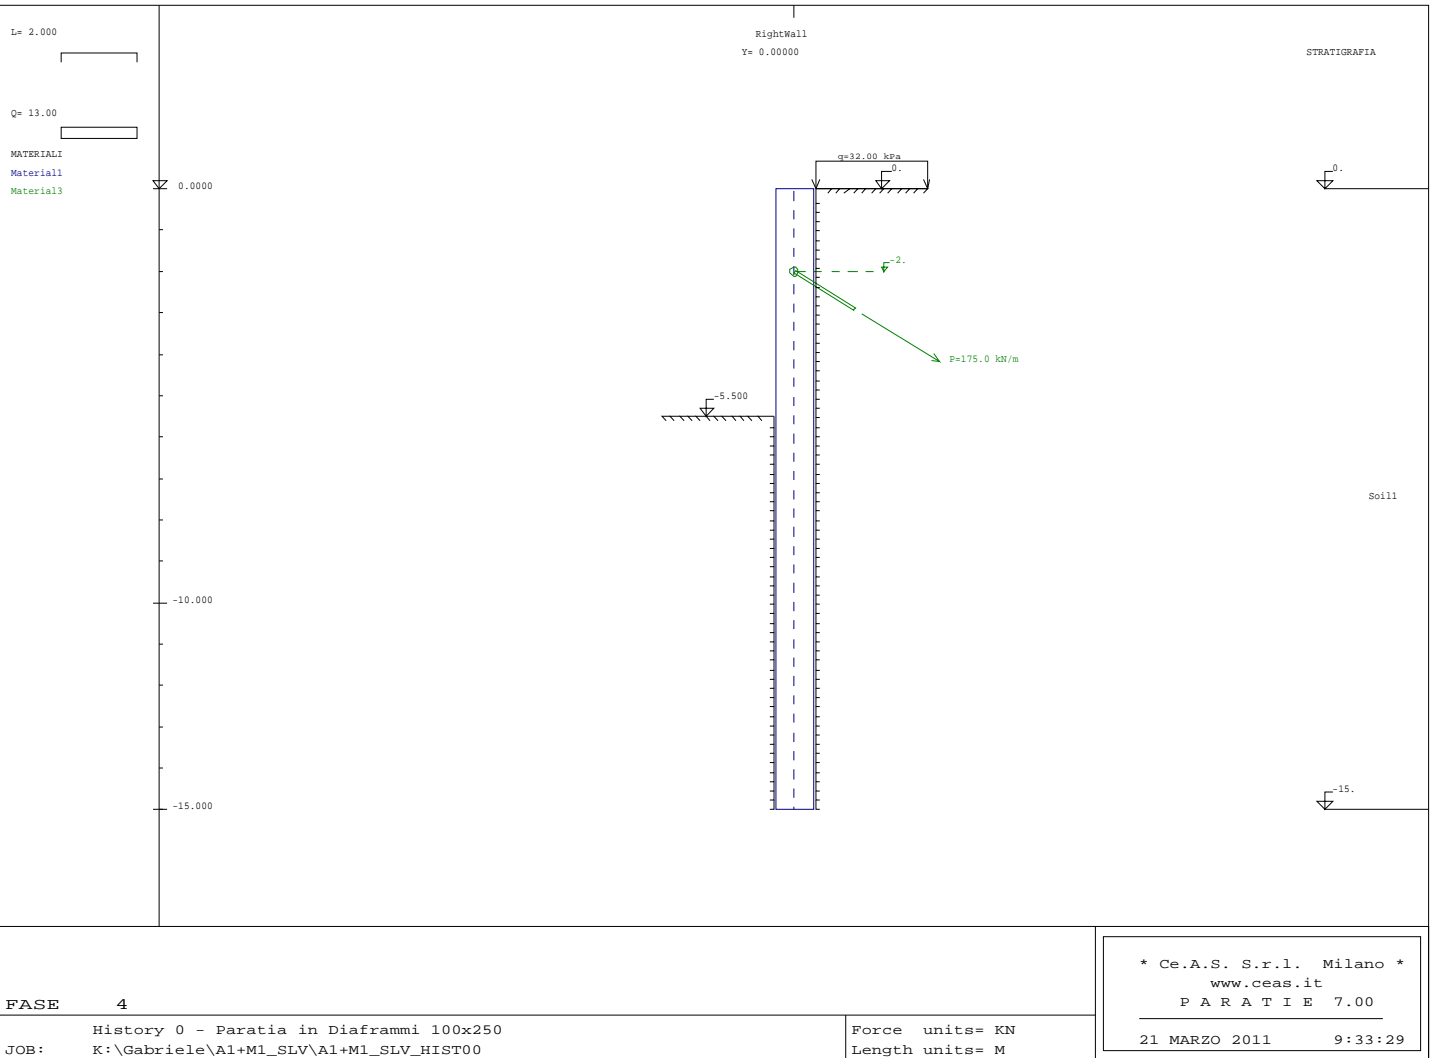 L= 2.000
RightWall
Y= 0.00000
STRATIGRAFIA
Q= 13.00
MATERIALI
Material1
Material3
0.0000
q=32.00 kPa
0.
0.
-2.
P=175.0 kN/m
-5.500
Soil1
-10.000
-15.000
-15.
* Ce.A.S. S.r.l. Milano *
www.ceas.it
P A R A T I E 7.00
21 MARZO 2011 9:33:29
FASE 4
History 0 - Paratia in Diaframmi 100x250
JOB: K:\Gabriele\A1+M1_SLV\A1+M1_SLV_HIST00
Force units= KN
Length units= M